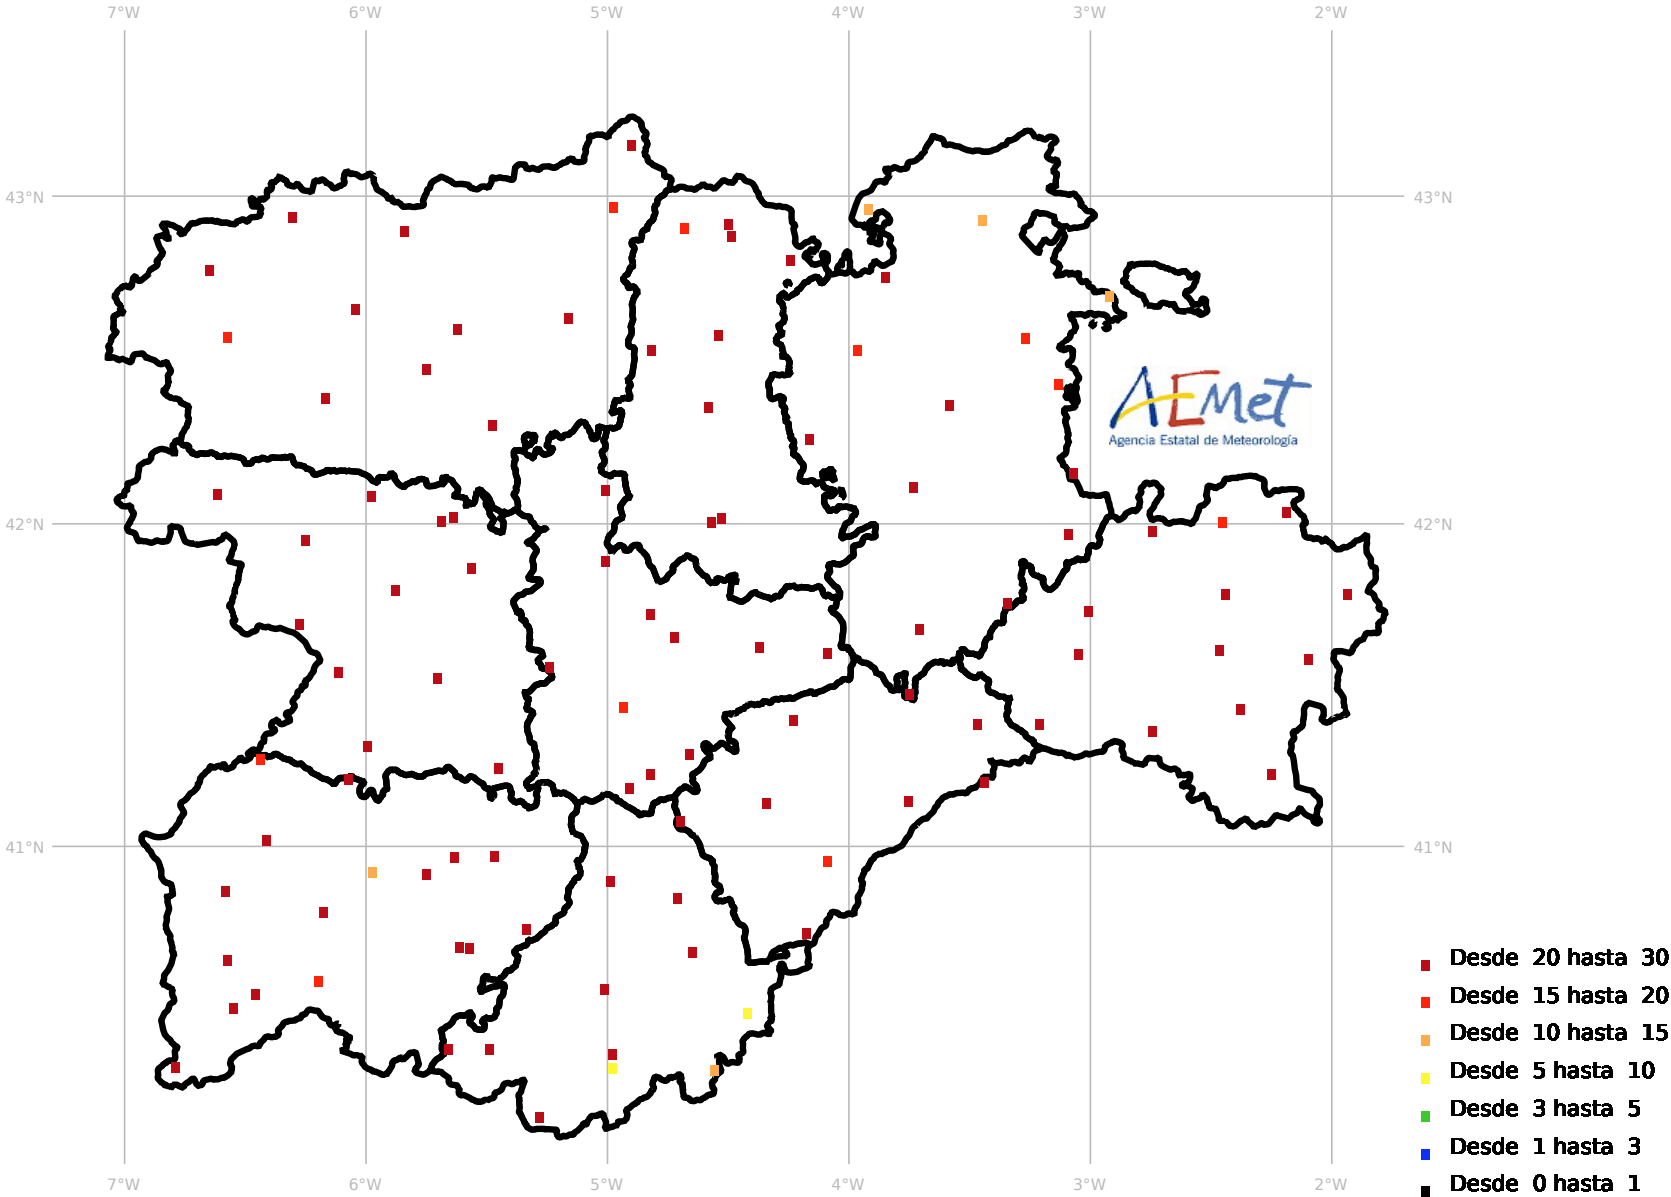 7°W 6°W 5°W 4°W 3°W 2°W
43°N 43°N
AEMet
Agencia Estatal de Meteorología
42°N 42°N
41°N 41°N
Desde 20 hasta 30
Desde 15 hasta 20
Desde 10 hasta 15
Desde 5 hasta 10
Desde 3 hasta 5
Desde 1 hasta 3
Desde 0 hasta 1
7°W 6°W 5°W 4°W 3°W 2°W